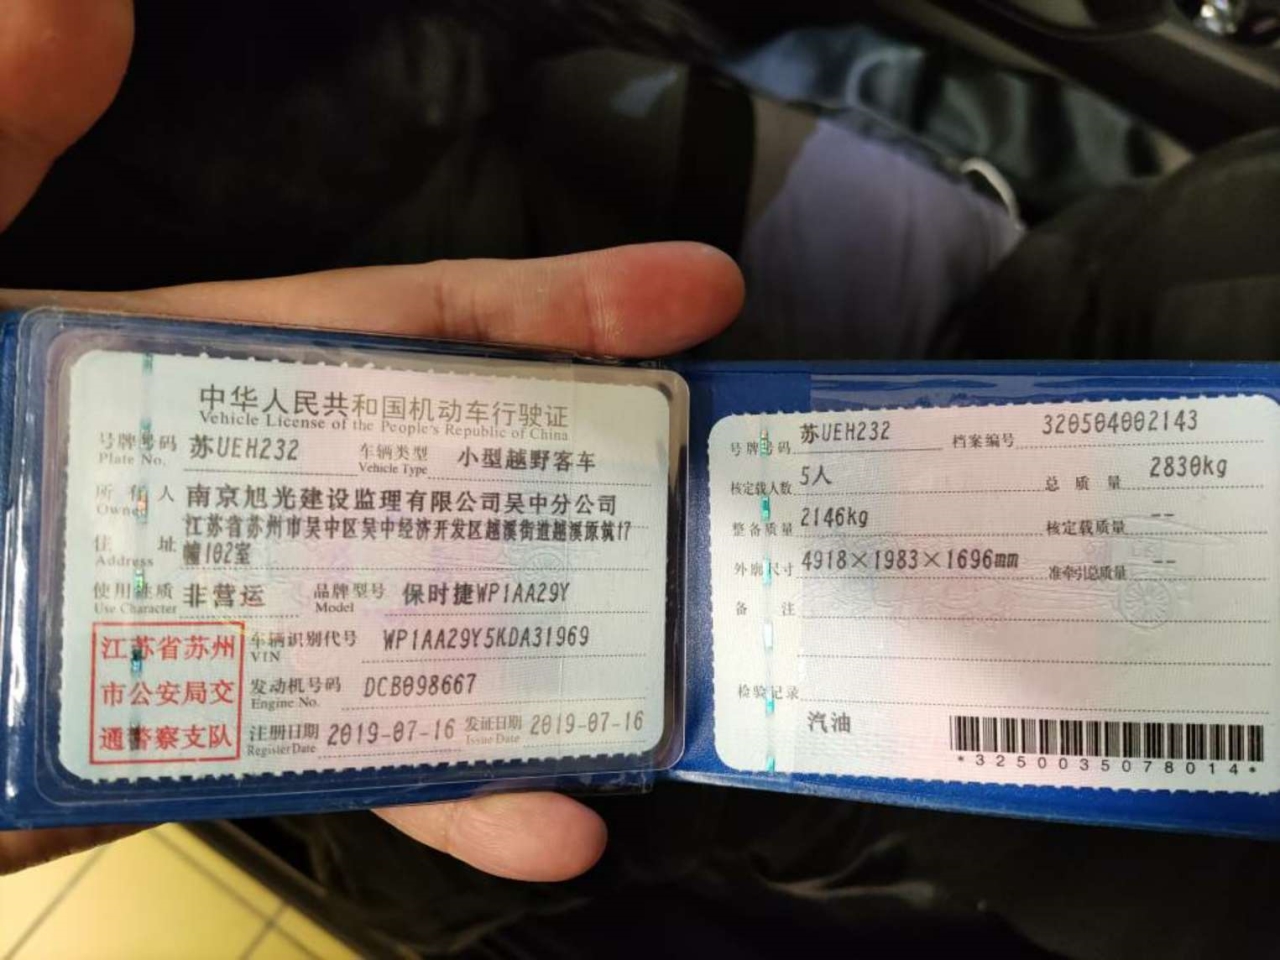 中华人民共和国机动车行驶证
Vehicle License of the People's Republic of China
号牌号码 苏UEH232 车辆类型 小型越野客车
Plate No. Vehicle Type
所有人 南京旭光建设监理有限公司吴中分公司
Owner
住址 江苏省苏州市吴中区吴中经济开发区越溪街道越溪原筑17
Address 幢102室
使用性质 非营运 品牌型号 保时捷WP1AA29Y
Use Character Model
江苏省苏州
市公安局交
通警察支队
车辆识别代号 WP1AA29Y5KDA31969
VIN
发动机号码 DCB098667
Engine No.
注册日期 2019-07-16 发证日期 2019-07-16
Register Date Issue Date
号牌号码 苏UEH232 档案编号 320504002143
核定载人数 5人 总质量 2830kg
整备质量 2146kg 核定载质量 --
外廓尺寸 4918×1983×1696mm 准牵引总质量 --
备注
检验记录
汽油
*3250035078014*